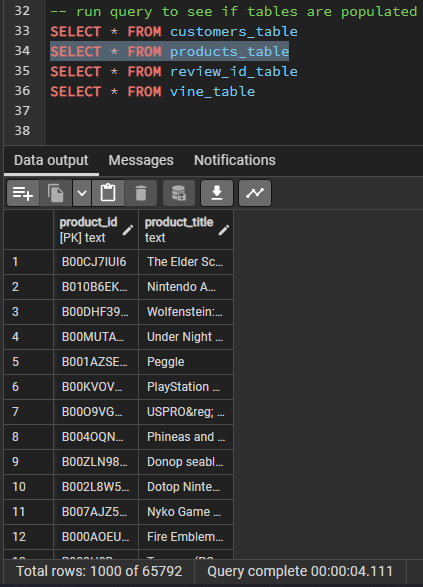 32 -- run query to see if tables are populated
33 SELECT * FROM customers_table
34 SELECT * FROM products_table
35 SELECT * FROM review_id_table
36 SELECT * FROM vine_table
37
38
Data output Messages Notifications
product_id product_title
[PK] text text
1 B00CJ7IUI6 The Elder Sc...
2 B010B6EK... Nintendo A...
3 B00DHF39... Wolfenstein:...
4 B00MUTA... Under Night ...
5 B001AZSE... Peggle
6 B00KVOV... PlayStation ...
7 B00O9VG... USPRO&reg; ...
8 B004OQN... Phineas and ...
9 B00ZLN98... Donop seabl...
10 B002L8W5... Dotop Ninte...
11 B007AJZ5... Nyko Game ...
12 B000AOEU... Fire Emblem...
Total rows: 1000 of 65792 Query complete 00:00:04.111